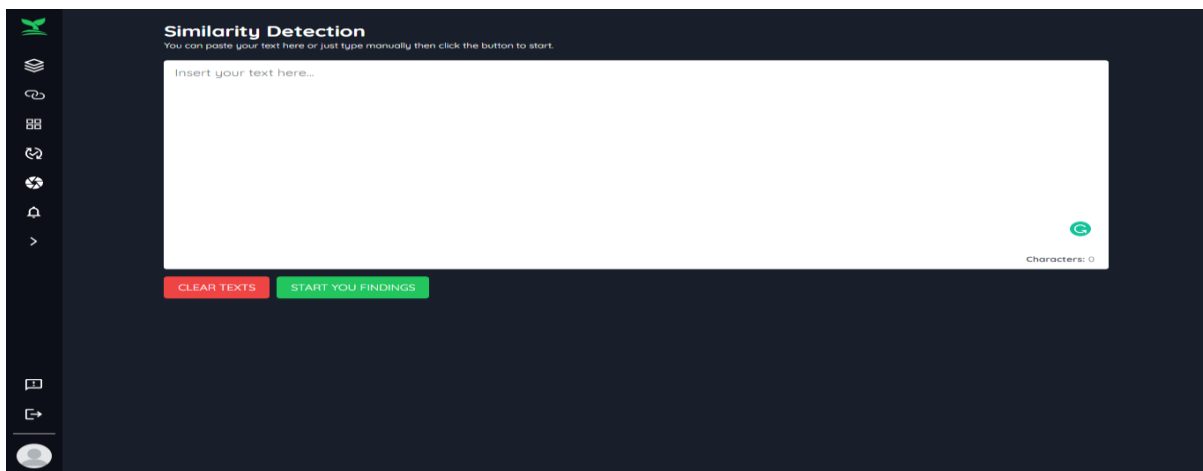 Similarity Detection
You can paste your text here or just type manually then click the button to start.
Insert your text here...
Characters: 0
CLEAR TEXTS
START YOU FINDINGS